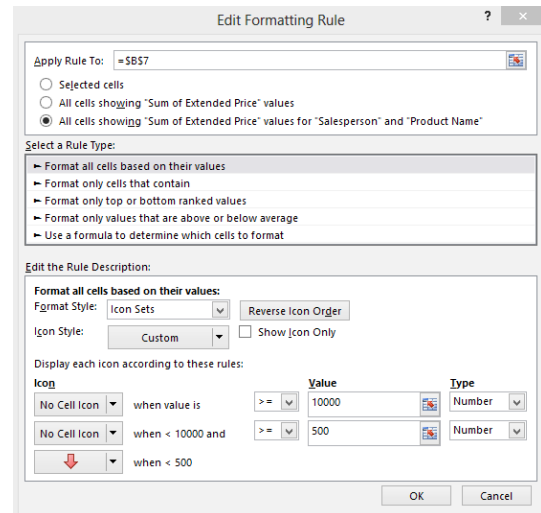 Edit Formatting Rule ? ×
Apply Rule To: =$B$7
Selected cells
All cells showing "Sum of Extended Price" values
All cells showing "Sum of Extended Price" values for "Salesperson" and "Product Name"
Select a Rule Type:
► Format all cells based on their values
► Format only cells that contain
► Format only top or bottom ranked values
► Format only values that are above or below average
► Use a formula to determine which cells to format
Edit the Rule Description:
Format all cells based on their values:
Format Style: Icon Sets Reverse Icon Order
Icon Style: Custom Show Icon Only
Display each icon according to these rules:
Icon Value Type
No Cell Icon when value is >= 10000 Number
No Cell Icon when < 10000 and >= 500 Number
when < 500
OK Cancel